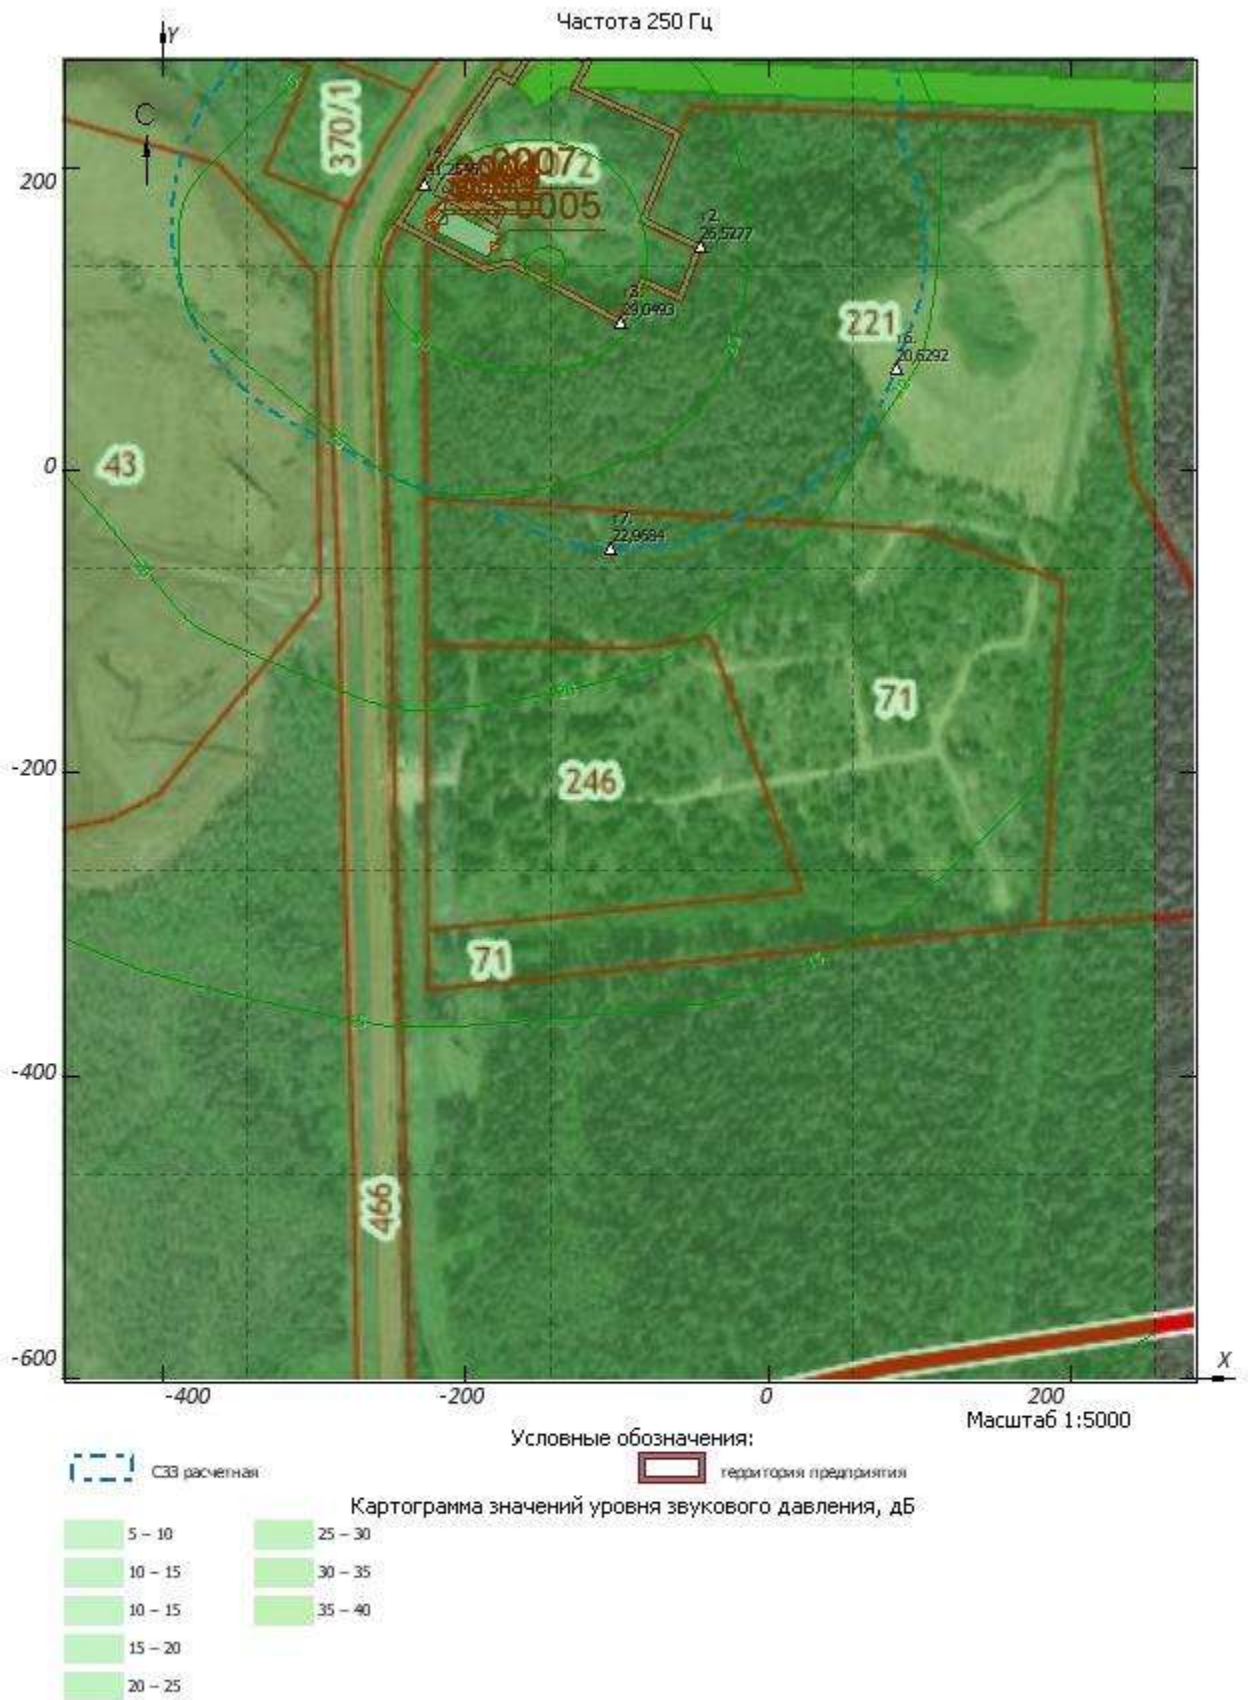 Частота 250 Гц
Y
С
370/1
200
00072
0005
т2.
26,5277
29,0493
221
т6.
20,6292
0
43
т7.
22,9684
71
-200
246
71
-400
466
-600
-400
-200
0
200
X
Масштаб 1:5000
Условные обозначения:
СЗЗ расчетная
территория предприятия
Картограмма значений уровня звукового давления, дБ
5 – 10
25 – 30
10 – 15
30 – 35
10 – 15
35 – 40
15 – 20
20 – 25